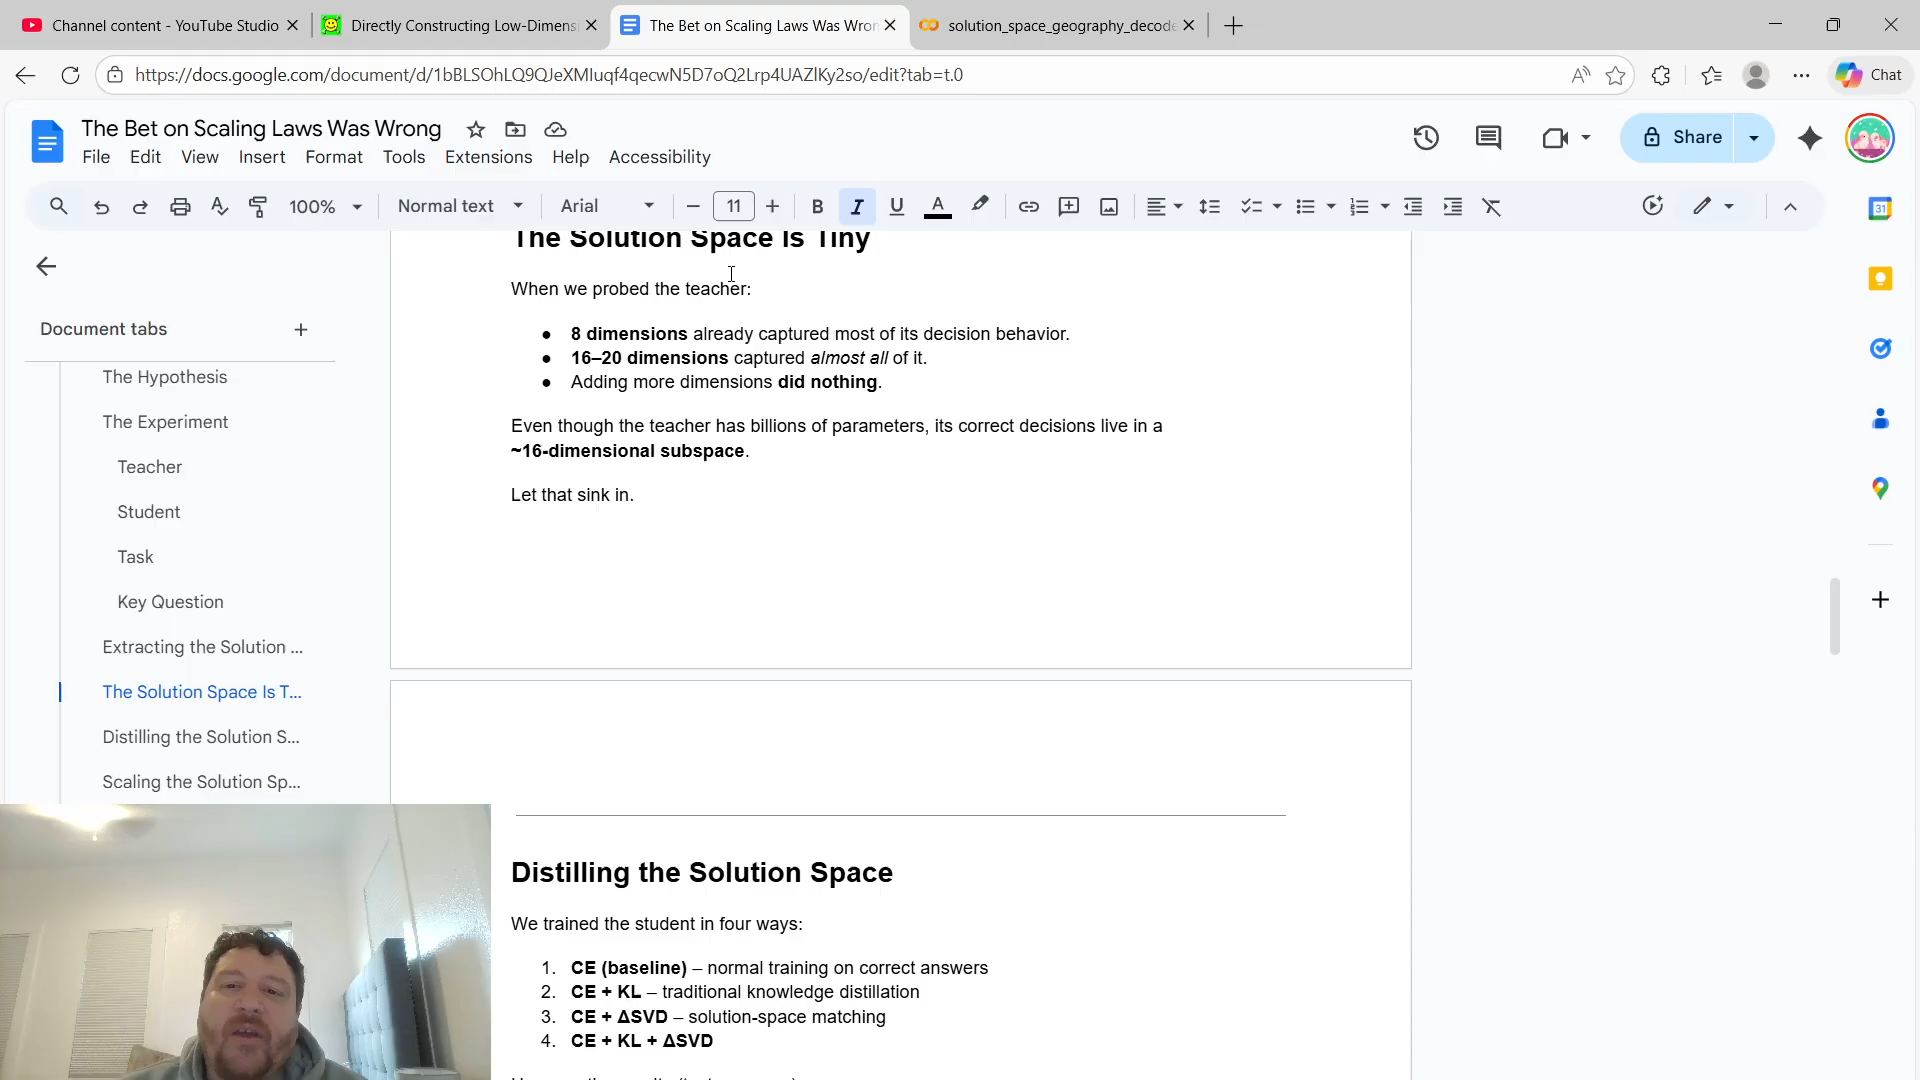 Channel content - YouTube Studio
Directly Constructing Low-Dimens
The Bet on Scaling Laws Was Wron
solution_space_geography_decode
https://docs.google.com/document/d/1bBLSOhLQ9QJeXMIuqf4qecwN5D7oQ2Lrp4UAZlKy2so/edit?tab=t.0
Chat
The Bet on Scaling Laws Was Wrong
File Edit View Insert Format Tools Extensions Help Accessibility
Share
100% Normal text Arial 11 B I U A
31
Document tabs
The Hypothesis
The Experiment
Teacher
Student
Task
Key Question
Extracting the Solution ...
The Solution Space Is T...
Distilling the Solution S...
Scaling the Solution Sp...
The Solution Space Is Tiny
When we probed the teacher:
● 8 dimensions already captured most of its decision behavior.
● 16–20 dimensions captured almost all of it.
● Adding more dimensions did nothing.
Even though the teacher has billions of parameters, its correct decisions live in a
~16-dimensional subspace.
Let that sink in.
Distilling the Solution Space
We trained the student in four ways:
1. CE (baseline) – normal training on correct answers
2. CE + KL – traditional knowledge distillation
3. CE + ΔSVD – solution-space matching
4. CE + KL + ΔSVD